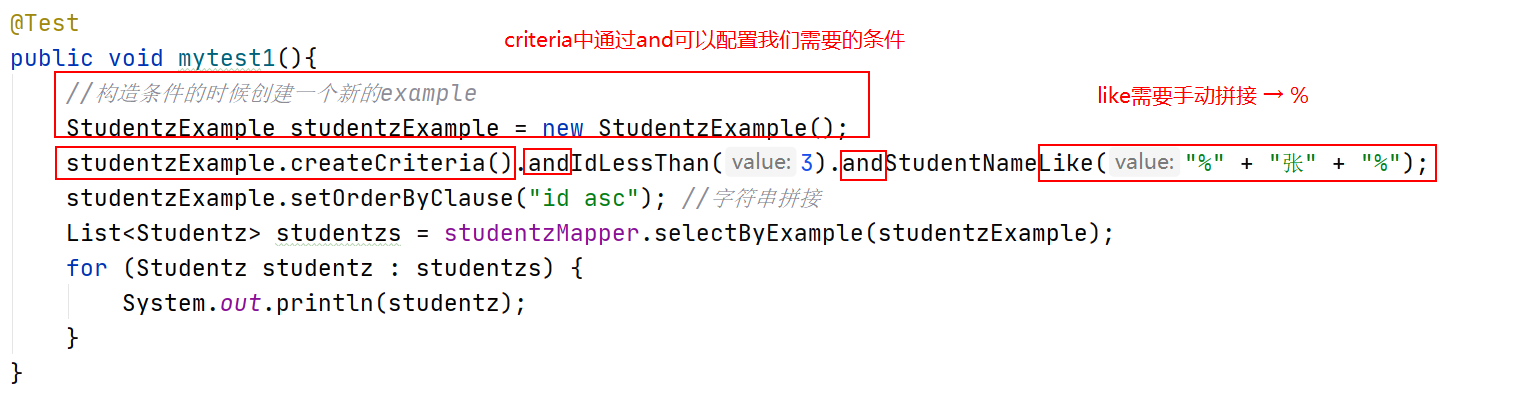 @Test
criteria中通过and可以配置我们需要的条件
public void mytest1(){
//构造条件的时候创建一个新的example
like需要手动拼接 → %
StudentzExample studentzExample = new StudentzExample();
studentzExample.createCriteria().andIdLessThan( value: 3).andStudentNameLike( value: "%" + "张" + "%");
studentzExample.setOrderByClause("id asc"); //字符串拼接
List<Studentz> studentzs = studentzMapper.selectByExample(studentzExample);
for (Studentz studentz : studentzs) {
System.out.println(studentz);
}
}